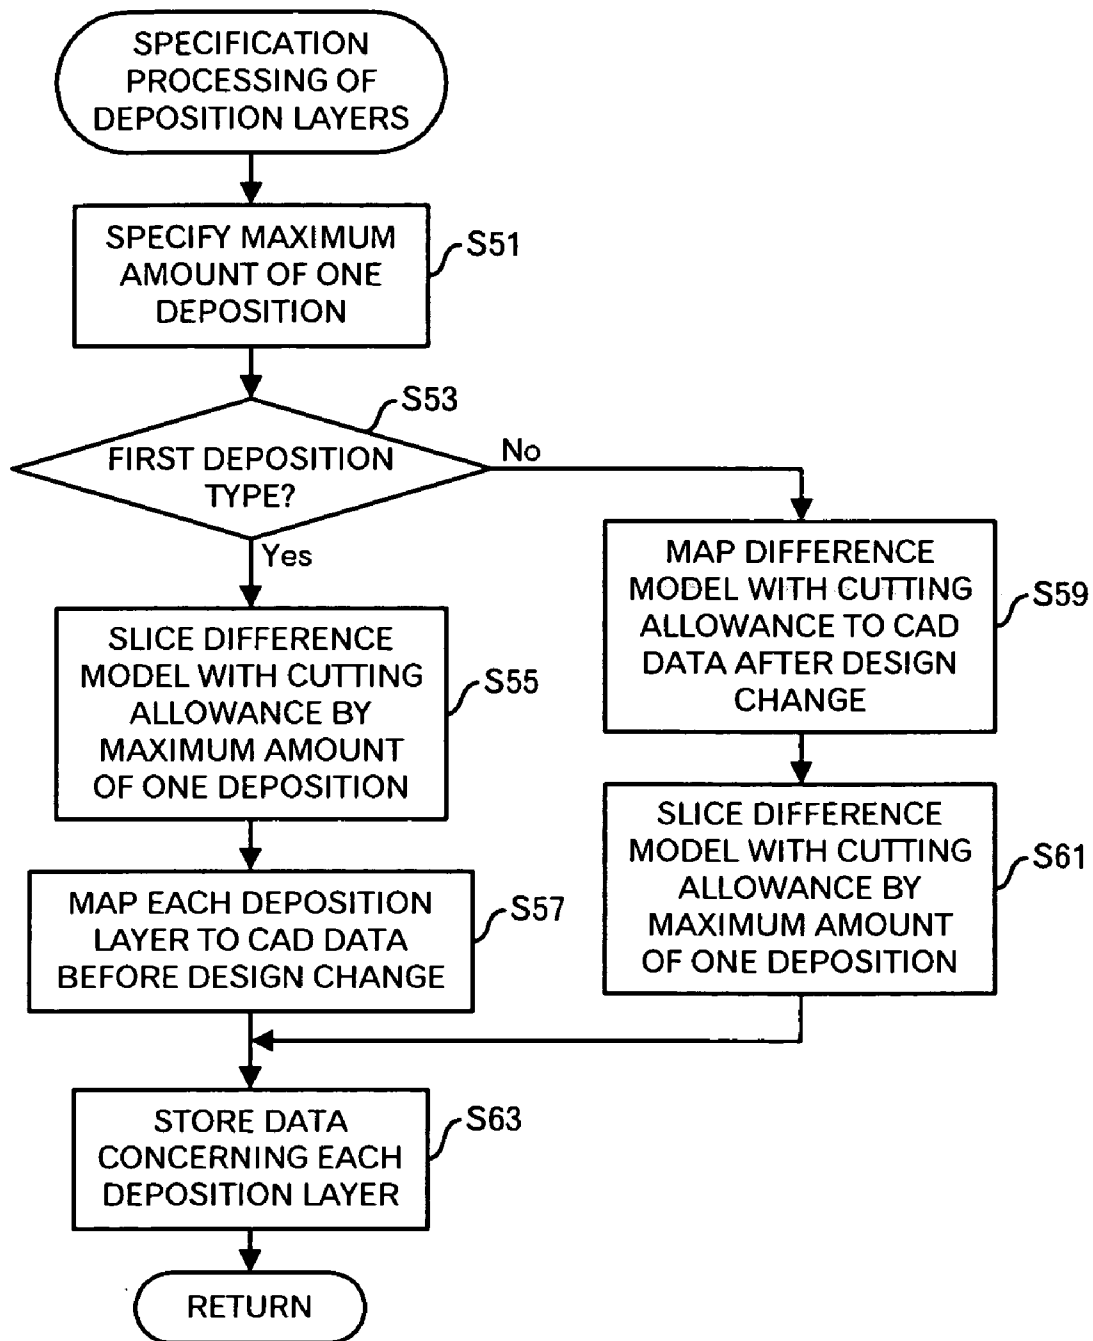 SPECIFICATION
PROCESSING OF
DEPOSITION LAYERS
SPECIFY MAXIMUM
AMOUNT OF ONE
DEPOSITION
S51
FIRST DEPOSITION
TYPE?
S53
No
Yes
SLICE DIFFERENCE
MODEL WITH CUTTING
ALLOWANCE BY
MAXIMUM AMOUNT
OF ONE DEPOSITION
S55
MAP EACH DEPOSITION
LAYER TO CAD DATA
BEFORE DESIGN CHANGE
S57
MAP DIFFERENCE
MODEL WITH CUTTING
ALLOWANCE TO CAD
DATA AFTER DESIGN
CHANGE
S59
SLICE DIFFERENCE
MODEL WITH CUTTING
ALLOWANCE BY
MAXIMUM AMOUNT
OF ONE DEPOSITION
S61
STORE DATA
CONCERNING EACH
DEPOSITION LAYER
S63
RETURN